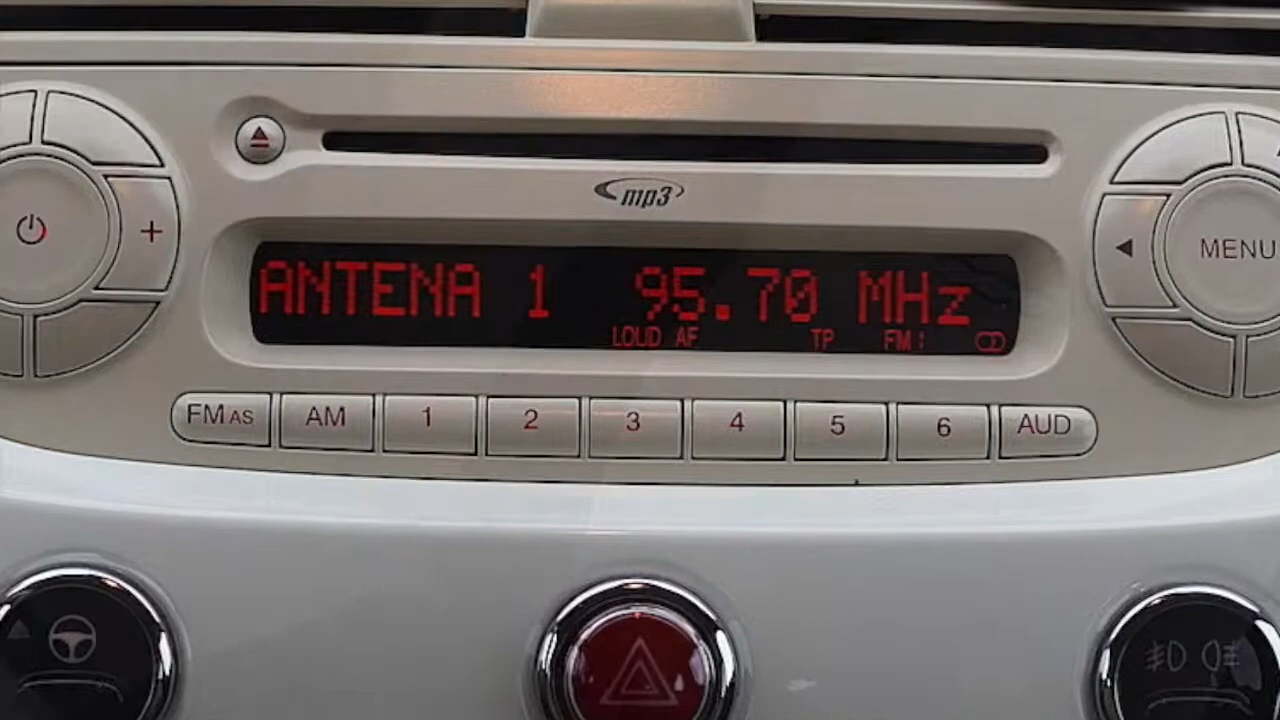 mp3
MENU
ANTENA 1 95.70 MHz
LOUD AF TP FM:
FM AS AM 1 2 3 4 5 6 AUD